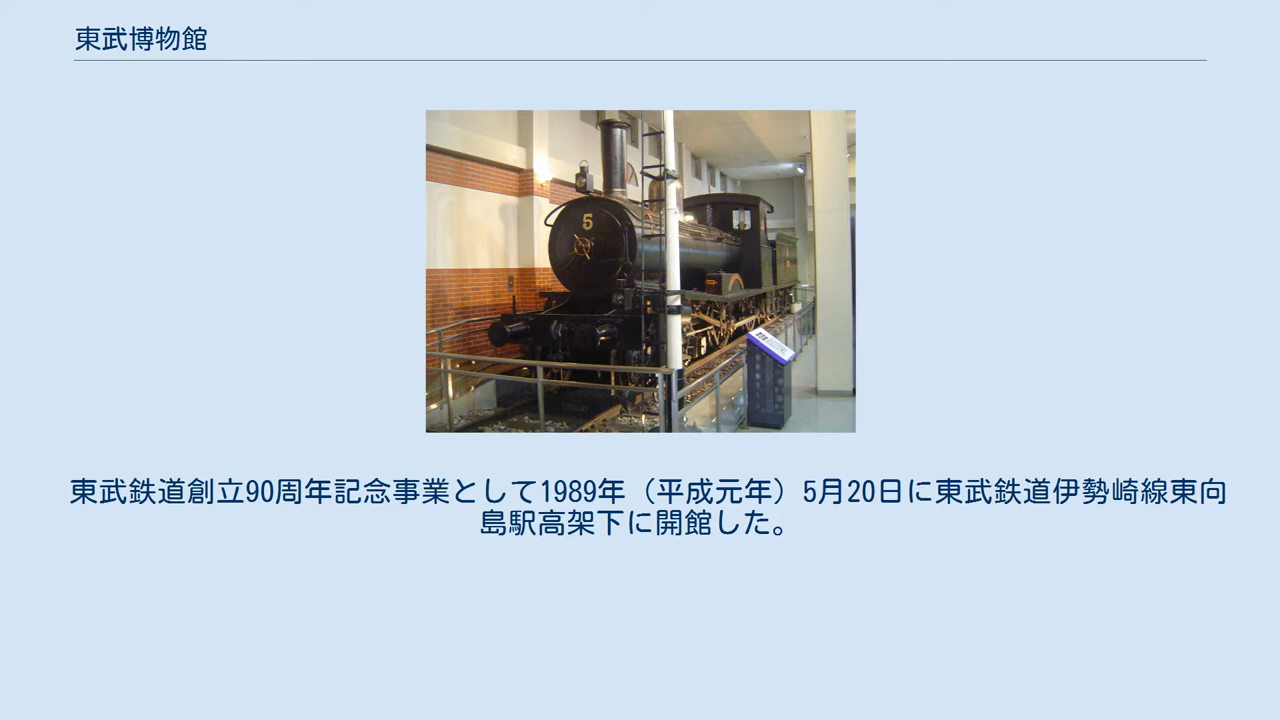 東武博物館
5
東武鉄道創立90周年記念事業として1989年（平成元年）5月20日に東武鉄道伊勢崎線東向
島駅高架下に開館した。